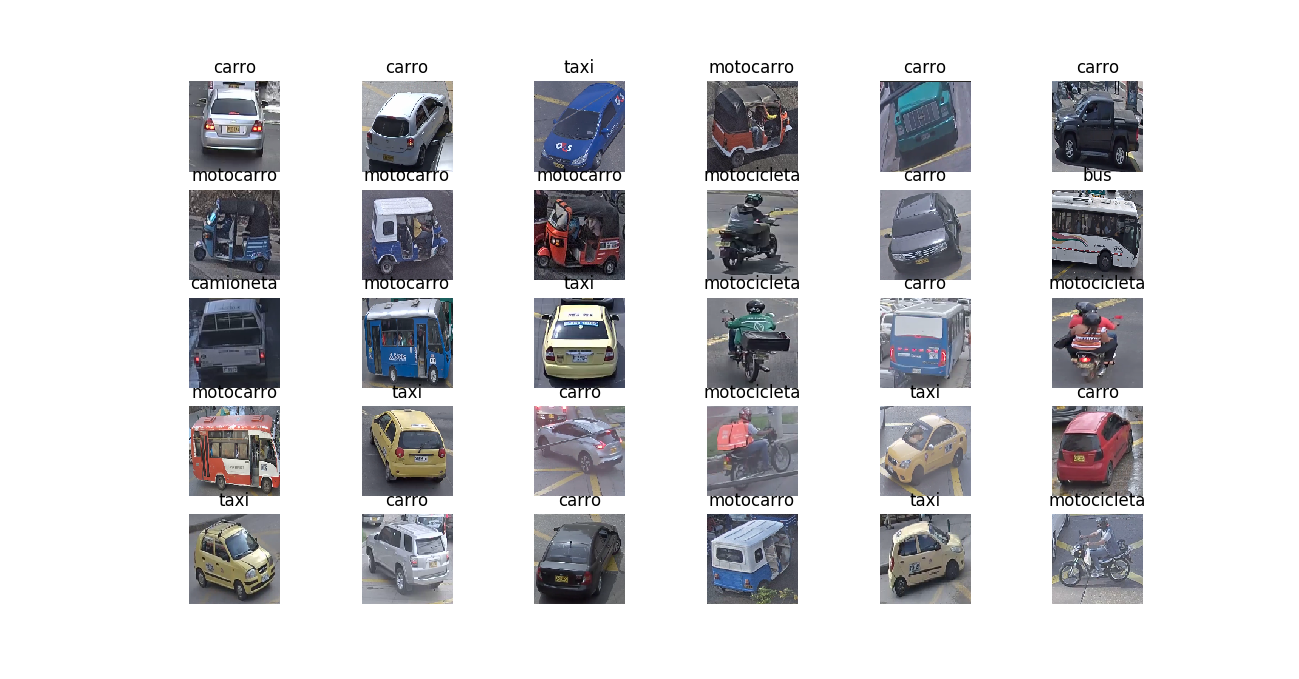 carro carro taxi motocarro carro carro
G4S
motocarro motocarro motocarro motocicleta carro bus
camioneta motocarro taxi motocicleta carro motocicleta
motocarro taxi carro motocicleta taxi carro
taxi carro carro motocarro taxi motocicleta